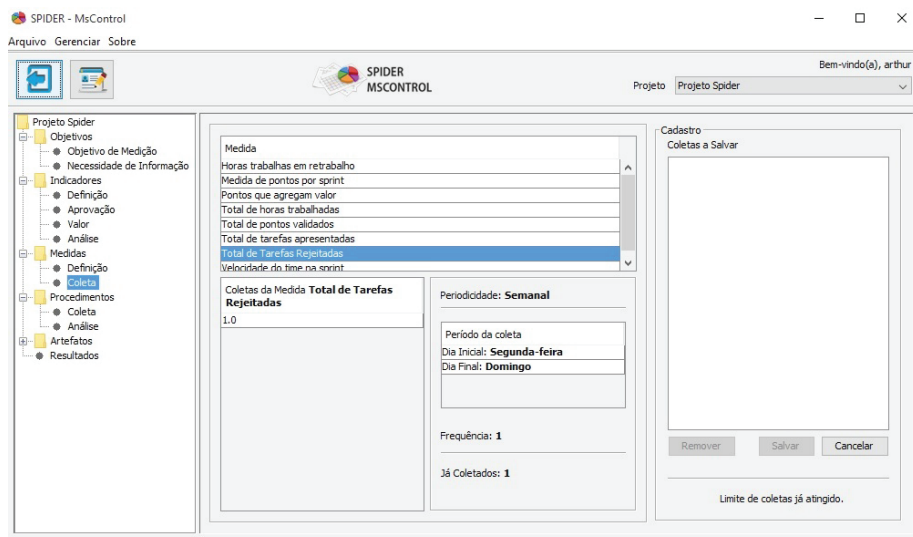 SPIDER - MsControl
Arquivo Gerenciar Sobre
SPIDER
MSCONTROL
Bem-vindo(a), arthur
Projeto Projeto Spider
Projeto Spider
Objetivos
Objetivo de Medição
Necessidade de Informação
Indicadores
Definição
Aprovação
Valor
Análise
Medidas
Definição
Coleta
Procedimentos
Coleta
Análise
Artefatos
Resultados
Medida
Horas trabalhas em retrabalho
Medida de pontos por sprint
Pontos que agregam valor
Total de horas trabalhadas
Total de pontos validados
Total de tarefas apresentadas
Total de Tarefas Rejeitadas
Velocidade do time na sprint
Coletas da Medida Total de Tarefas
Rejeitadas
1.0
Periodicidade: Semanal
Período da coleta
Dia Inicial: Segunda-feira
Dia Final: Domingo
Frequência: 1
Já Coletados: 1
Cadastro
Coletas a Salvar
Remover Salvar Cancelar
Limite de coletas já atingido.